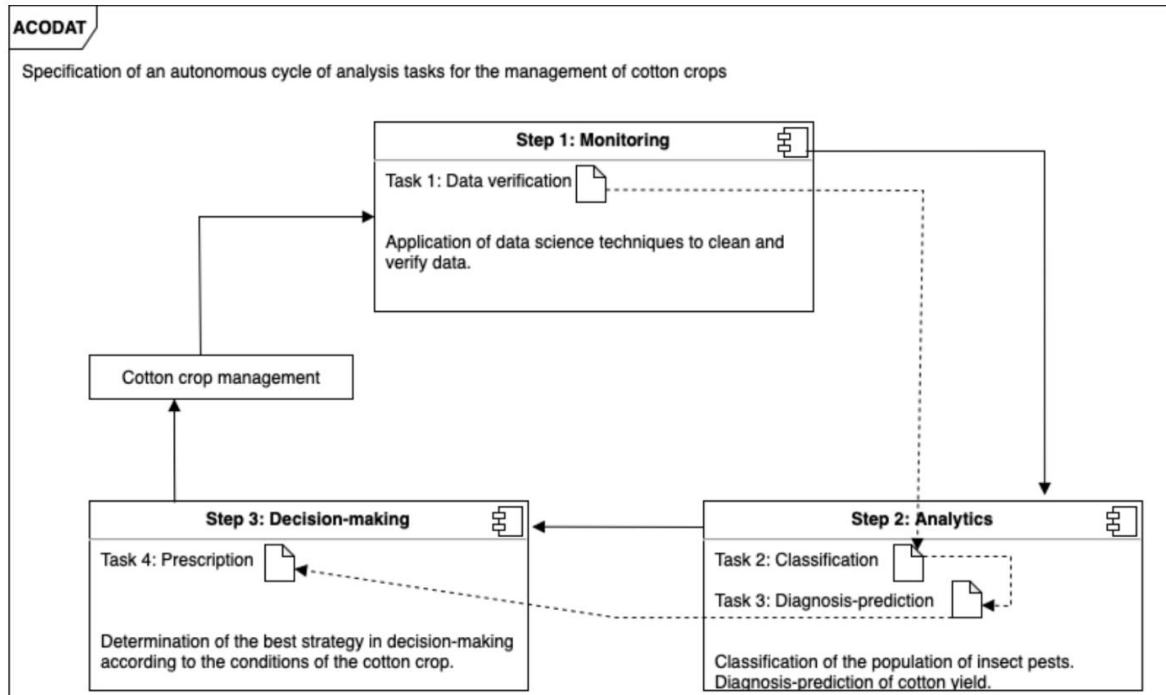 ACODAT
Specification of an autonomous cycle of analysis tasks for the management of cotton crops
Step 1: Monitoring
Task 1: Data verification
Application of data science techniques to clean and
verify data.
Cotton crop management
Step 3: Decision-making
Task 4: Prescription
Determination of the best strategy in decision-making
according to the conditions of the cotton crop.
Step 2: Analytics
Task 2: Classification
Task 3: Diagnosis-prediction
Classification of the population of insect pests.
Diagnosis-prediction of cotton yield.